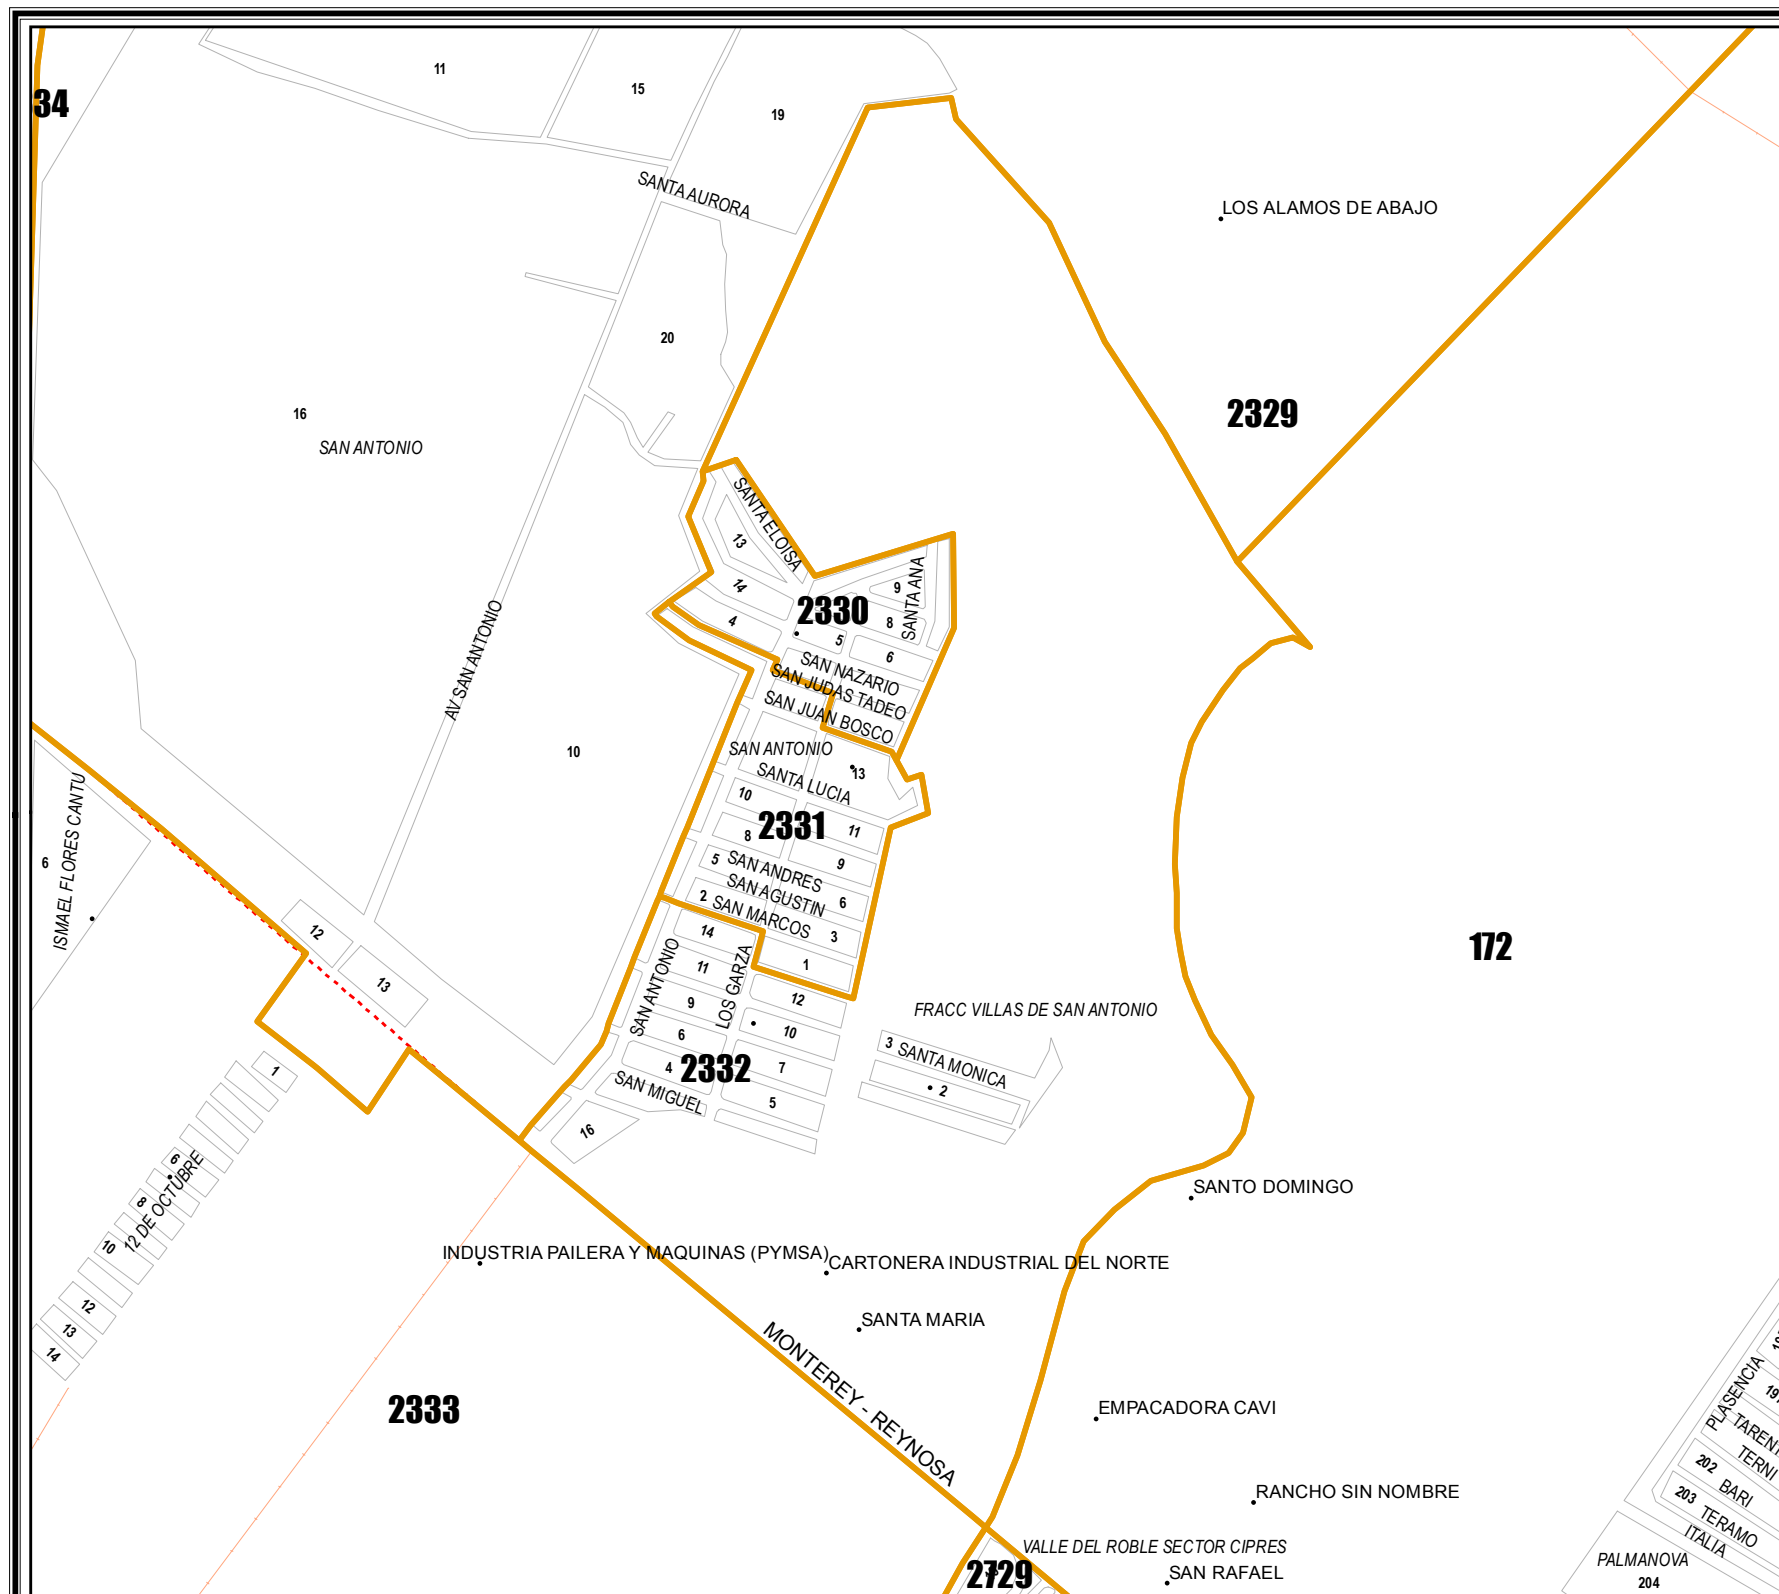 11
15
34
19
SANTA AURORA
LOS ALAMOS DE ABAJO
20
16
2329
SAN ANTONIO
SANTA ELOISA
13
SANTA ANA
14
9
2330
4
8
5
6
AV SAN ANTONIO
SAN NAZARIO
SAN JUDAS TADEO
SAN JUAN BOSCO
10
SAN ANTONIO
13
SANTA LUCIA
10
2331
11
8
ISMAEL FLORES CANTU
6
5
SAN ANDRES
9
SAN AGUSTIN
2
SAN MARCOS
6
3
12
14
1
172
13
SAN ANTONIO
11
LOS GARZA
9
12
FRACC VILLAS DE SAN ANTONIO
10
6
3
SANTA MONICA
4
2332
7
2
1
SAN MIGUEL
5
16
6
12 DE OCTUBRE
8
10
SANTO DOMINGO
INDUSTRIA PAILERA Y MAQUINAS (PYMSA)
CARTONERA INDUSTRIAL DEL NORTE
12
13
14
SANTA MARIA
MONTEREY - REYNOSA
2333
EMPACADORA CAVI
PLASENCIA
TERNI
202
BARI
203
TERAMO
ITALIA
RANCHO SIN NOMBRE
VALLE DEL ROBLE SECTOR CIPRES
2729
SAN RAFAEL
PALMANOVA
204